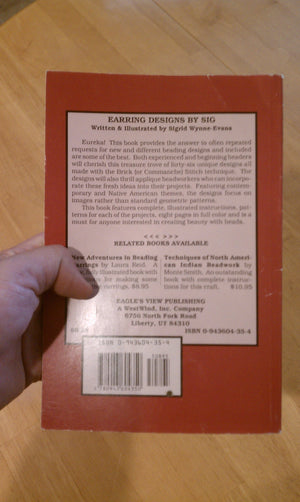 EARRING DESIGNS BY SIG
Written & Illustrated by Sigrid Wynne-Evans
Eureka! This book provides the answer to often repeated
requests for new and different beading designs and included
are some of the best. Both experienced and beginning beaders
will cherish this treasure trove of forty-six unique designs all
made with the Brick (or Commanche) Stitch technique. The
designs will also thrill applique beadworkers who can incorpo-
rate these fresh ideas into their projects. Featuring contem-
porary and Native American themes, the designs focus on
images rather than standard geometric patterns.
This book features complete, illustrated instructions, pat-
terns for each of the projects, eight pages in full color and is a
must for anyone interested in creating beauty with beads.
<< <> >>
RELATED BOOKS AVAILABLE
New Adventures in Beading
Earrings by Laura Reid. A
fully illustrated book with
for making some
earrings. $8.95
Techniques of North Ameri-
can Indian Beadwork by
Monte Smith. An outstanding
book with complete instruc-
tions for this craft. $10.95
EAGLE'S VIEW PUBLISHING
A WestWind, Inc. Company
6756 North Fork Road
Liberty, UT 84310
ISBN 0-943604-35-4
ISBN 0-943604-35-4